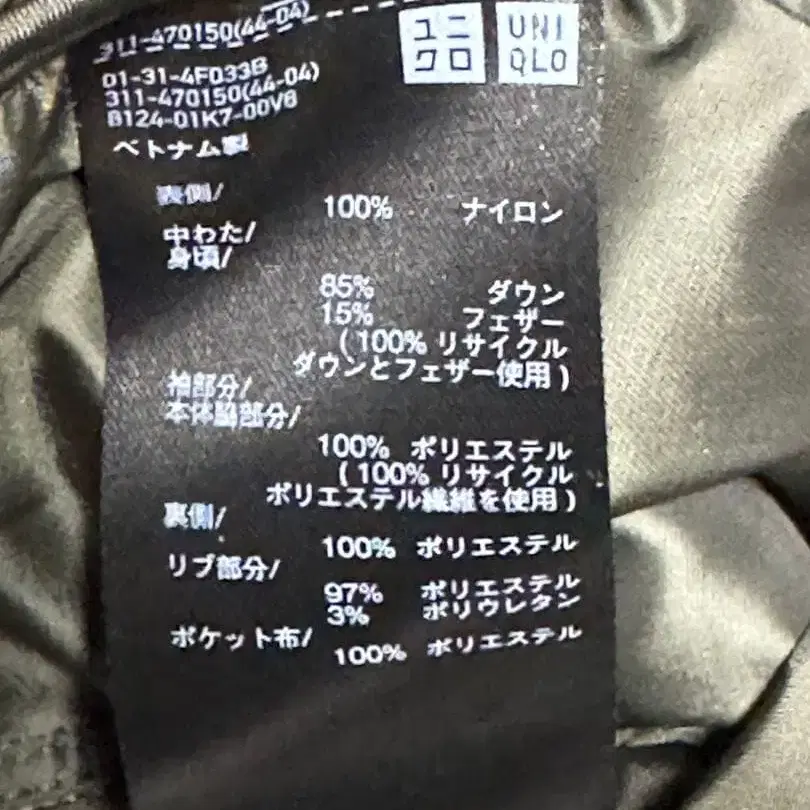 311-470150(44-04)
ユニ
クロ
UNI
QLO
01-31-4F033B
311-470150(44-04)
B124-01K7-00V8
ベトナム製
表側/
100% ナイロン
中わた/
身頃/
85% ダウン
15% フェザー
(100% リサイクル
ダウンとフェザー使用)
袖部分/
本体脇部分/
100% ポリエステル
(100% リサイクル
ポリエステル繊維を使用)
裏側/
100% ポリエステル
リブ部分/
97% ポリエステル
3% ポリウレタン
ポケット布/
100% ポリエステル